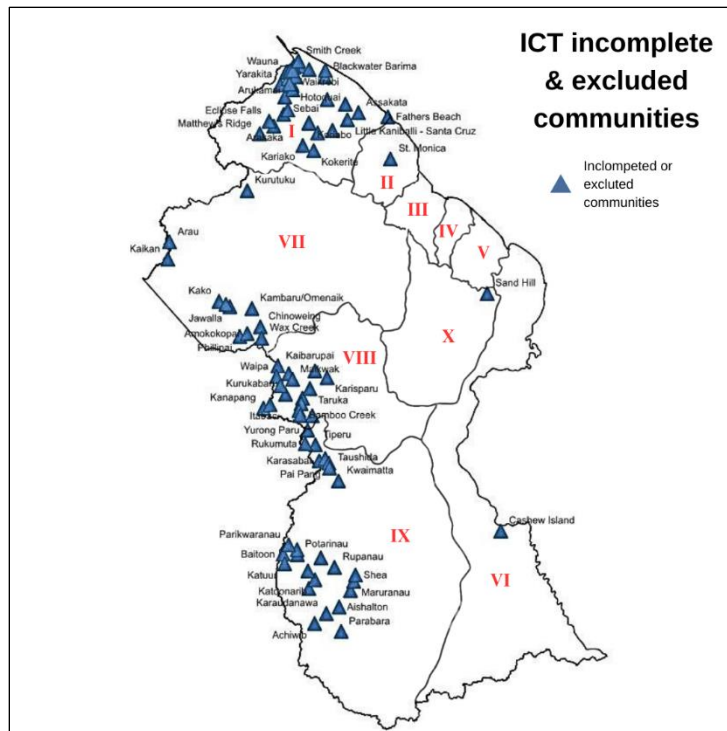 ICT incomplete
& excluded
communities
Inclompeted or
excluted
communities
Smith Creek
Wauna
Blackwater Barima
Yarakita
Waikrebi
Arukamai
Hotoquai
Assakata
Eclipse Falls
Sebai
Fathers Beach
Matthew's Ridge
I
Little Kaniballi - Santa Cruz
Arakaka
St. Monica
Kariako
Kokerite
II
Kurutuku
III
IV
V
VII
Arau
Kaikan
Sand Hill
Kako
Kambaru/Omenaik
Jawalla
Chinoweing
Amokokopai
Wax Creek
Phillipai
X
VIII
Kaibarupai
Waipa
Maikwak
Kurukabaru
Karisparu
Kanapang
Taruka
Bamboo Creek
Yurong Paru
Tiperu
Rukumuta
Karasabai
Taushida
Pai Pang
Kwaimatta
Cashew Island
Parikwaranau
IX
Potarinau
Baitoon
Rupanau
VI
Katuur
Shea
Katoonarib
Maruranau
Karaudanawa
Aishalton
Parabara
Achiwib